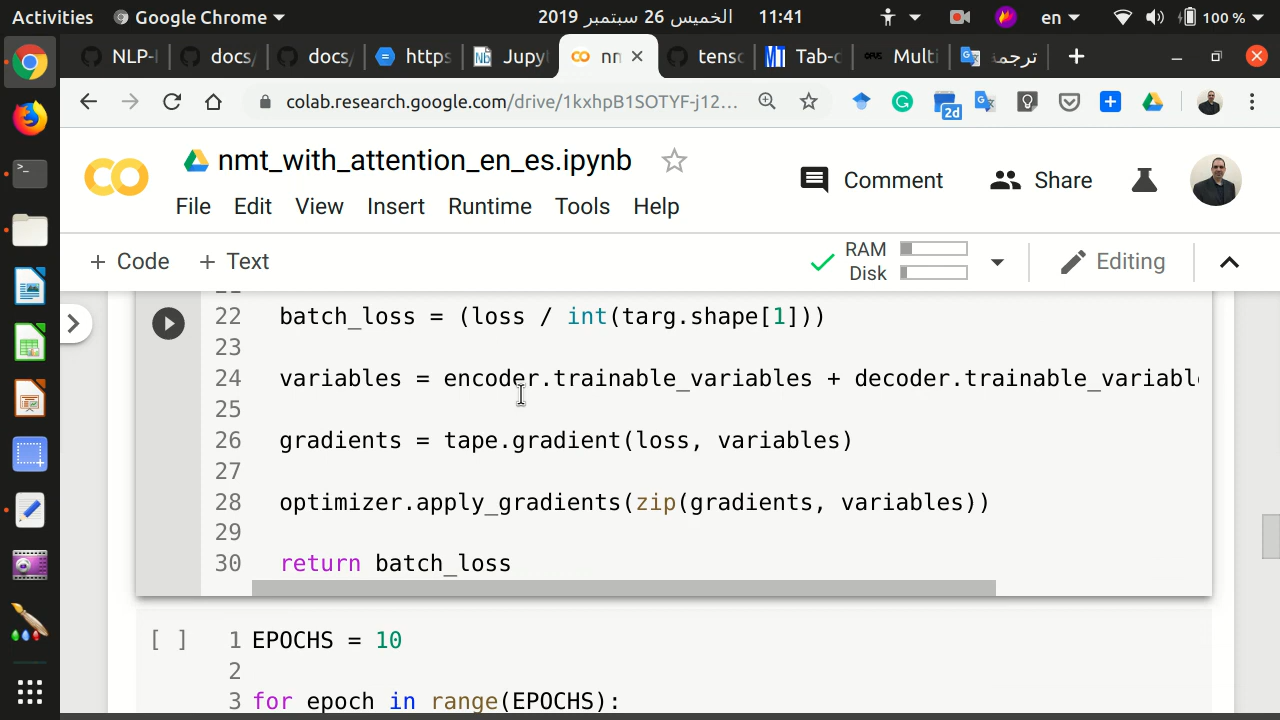 Activities Google Chrome 2019 الخميس 26 سبتمبر 11:41 en 100 %
NLP- docs/ docs/ https Jupy nn tens Tab-c Multi ترجمة
colab.research.google.com/drive/1kxhpB1SOTYF-j12... 2d
nmt_with_attention_en_es.ipynb
Comment Share
File Edit View Insert Runtime Tools Help
+ Code + Text RAM Disk Editing
22 batch_loss = (loss / int(targ.shape[1]))
23
24 variables = encoder.trainable_variables + decoder.trainable_variabl
25
26 gradients = tape.gradient(loss, variables)
27
28 optimizer.apply_gradients(zip(gradients, variables))
29
30 return batch_loss
[ ] 1 EPOCHS = 10
2
3 for epoch in range(EPOCHS):